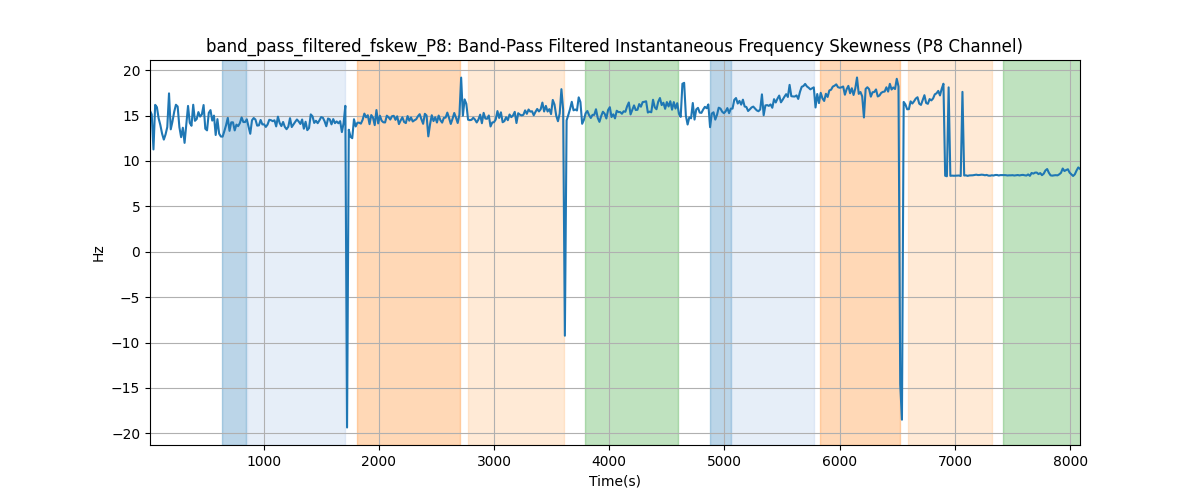 band_pass_filtered_fskew_P8: Band-Pass Filtered Instantaneous Frequency Skewness (P8 Channel)
20
15
10
5
0
−5
−10
−15
−20
Hz
1000 2000 3000 4000 5000 6000 7000 8000
Time(s)